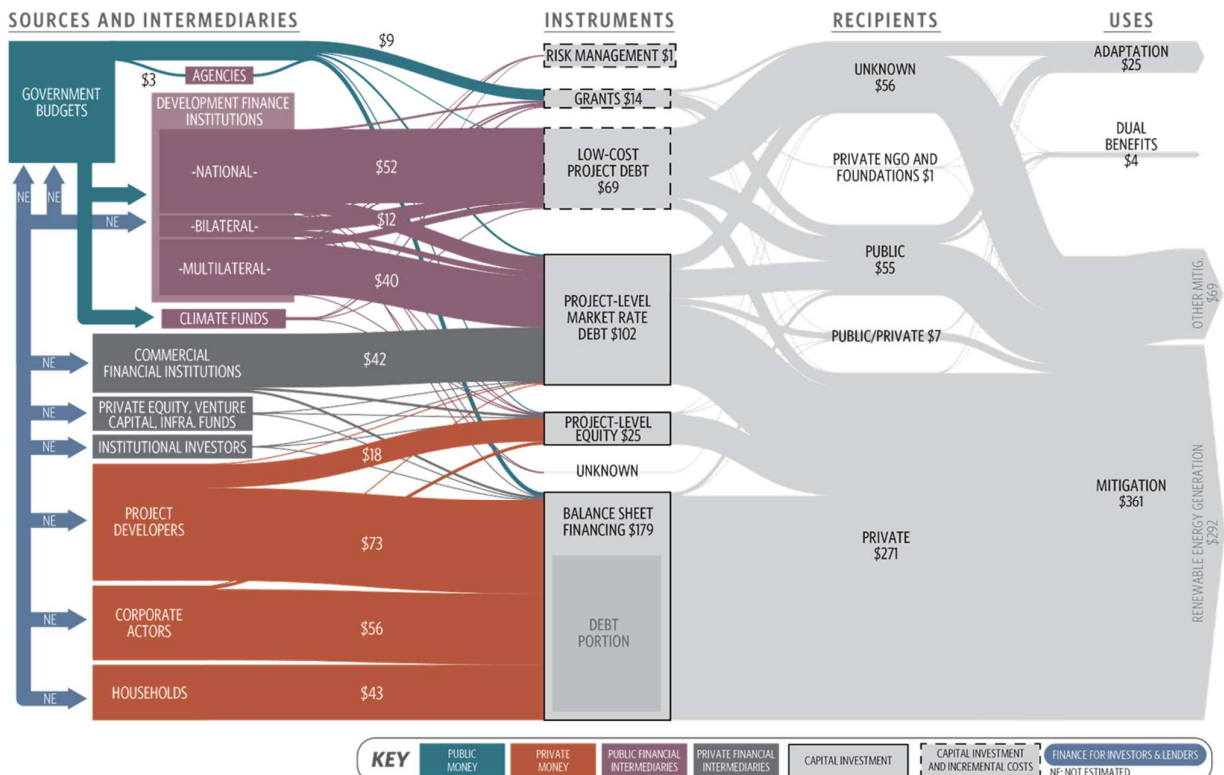 SOURCES AND INTERMEDIARIES
INSTRUMENTS
RECIPIENTS
USES
$9
$3
AGENCIES
GOVERNMENT
BUDGETS
DEVELOPMENT FINANCE
INSTITUTIONS
-NATIONAL-
$52
-BILATERAL-
$12
-MULTILATERAL-
$40
CLIMATE FUNDS
NE
NE
NE
COMMERCIAL
FINANCIAL INSTITUTIONS
$42
NE
PRIVATE EQUITY, VENTURE
CAPITAL, INFRA. FUNDS
NE
INSTITUTIONAL INVESTORS
NE
$18
PROJECT
DEVELOPERS
NE
$73
CORPORATE
ACTORS
NE
$56
HOUSEHOLDS
NE
$43
RISK MANAGEMENT $1
GRANTS $14
LOW-COST
PROJECT DEBT
$69
PROJECT-LEVEL
MARKET RATE
DEBT $102
PROJECT-LEVEL
EQUITY $25
UNKNOWN
BALANCE SHEET
FINANCING $179
DEBT
PORTION
UNKNOWN
$56
PRIVATE NGO AND
FOUNDATIONS $1
PUBLIC
$55
PUBLIC/PRIVATE $7
PRIVATE
$271
ADAPTATION
$25
DUAL
BENEFITS
$4
OTHER MITIG.
$69
MITIGATION
$361
RENEWABLE ENERGY GENERATION
$292
KEY
PUBLIC
MONEY
PRIVATE
MONEY
PUBLIC FINANCIAL
INTERMEDIARIES
PRIVATE FINANCIAL
INTERMEDIARIES
CAPITAL INVESTMENT
CAPITAL INVESTMENT
AND INCREMENTAL COSTS
FINANCE FOR INVESTORS & LENDERS
NE: NOT ESTIMATED